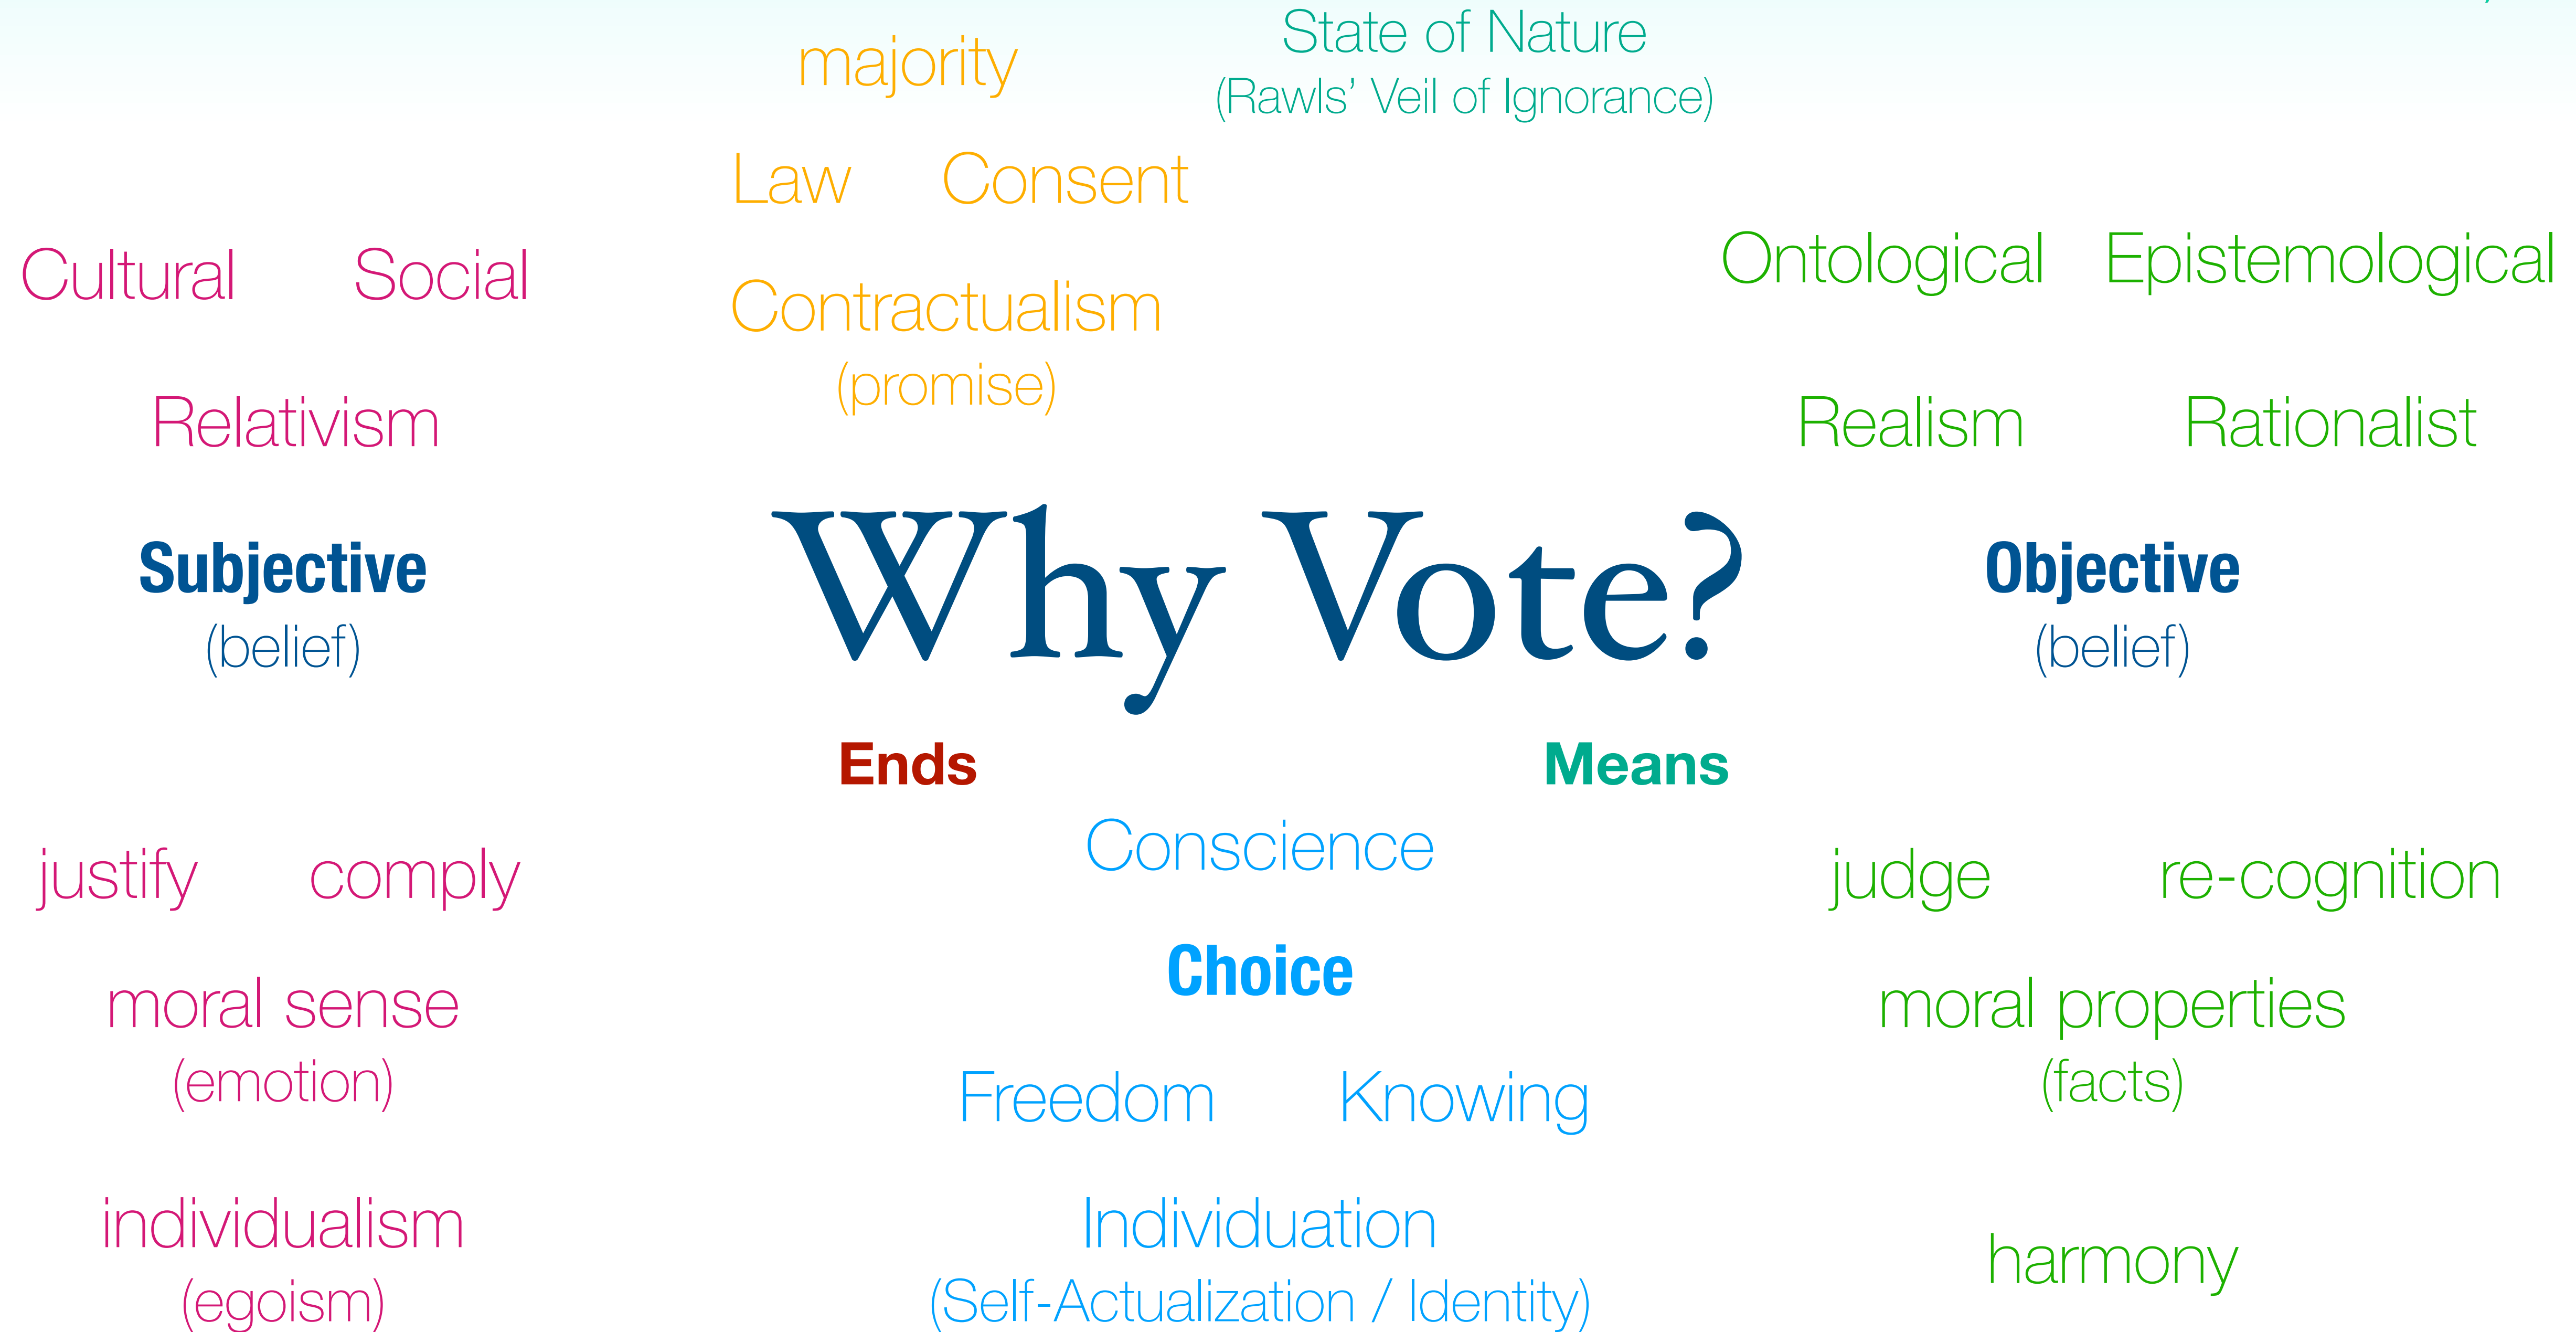 majority
State of Nature
(Rawls’ Veil of Ignorance)
Law Consent
Cultural Social
Contractualism
(promise)
Ontological Epistemological
Relativism
Realism Rationalist
Subjective
(belief)
Why Vote?
Objective
(belief)
Ends Means
Conscience
justify comply
judge re-cognition
Choice
moral sense
(emotion)
moral properties
(facts)
Freedom Knowing
individualism
(egoism)
Individuation
(Self-Actualization / Identity)
harmony